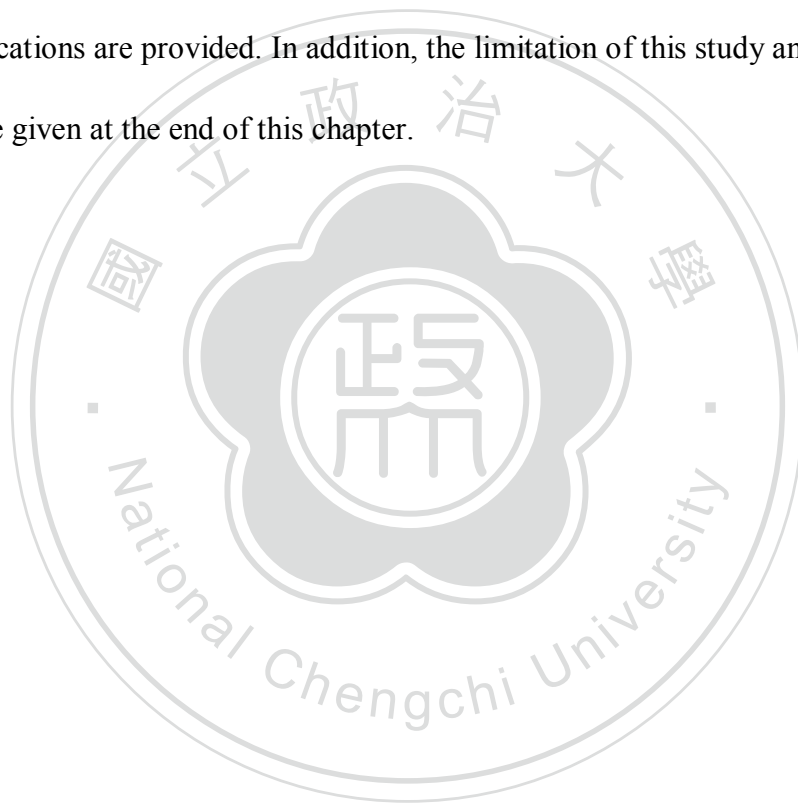 cations are provided. In addition, the limitation of this study an
e given at the end of this chapter.
國立政治大學
政
National Chengchi University